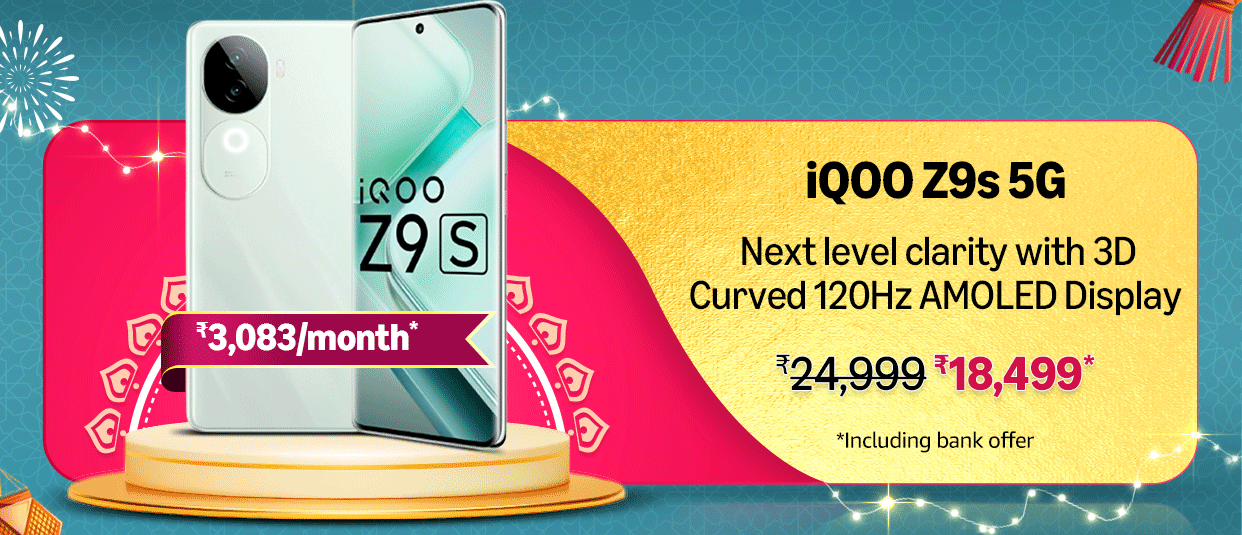 iQOO
Z9 S
₹3,083/month*
iQOO Z9s 5G
Next level clarity with 3D
Curved 120Hz AMOLED Display
₹24,999 ₹18,499*
*Including bank offer